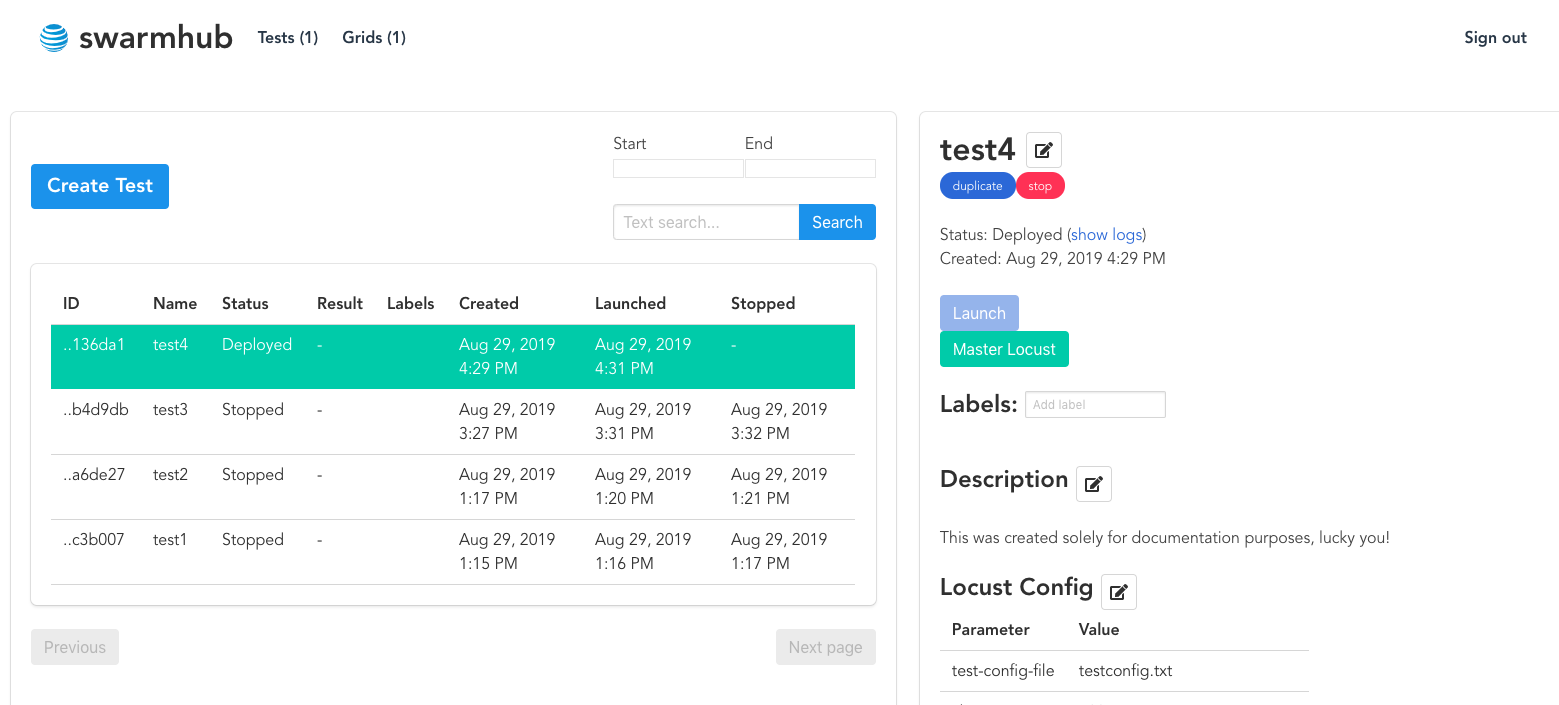 swarmhub Tests (1) Grids (1) Sign out
Start End
Create Test
Text search... Search
ID Name Status Result Labels Created Launched Stopped
..136da1 test4 Deployed - Aug 29, 2019 Aug 29, 2019 -
4:29 PM 4:31 PM
..b4d9db test3 Stopped - Aug 29, 2019 Aug 29, 2019 Aug 29, 2019
3:27 PM 3:31 PM 3:32 PM
..a6de27 test2 Stopped - Aug 29, 2019 Aug 29, 2019 Aug 29, 2019
1:17 PM 1:20 PM 1:21 PM
..c3b007 test1 Stopped - Aug 29, 2019 Aug 29, 2019 Aug 29, 2019
1:15 PM 1:16 PM 1:17 PM
Previous Next page
test4
duplicate stop
Status: Deployed (show logs)
Created: Aug 29, 2019 4:29 PM
Launch
Master Locust
Labels: Add label
Description
This was created solely for documentation purposes, lucky you!
Locust Config
Parameter Value
test-config-file testconfig.txt